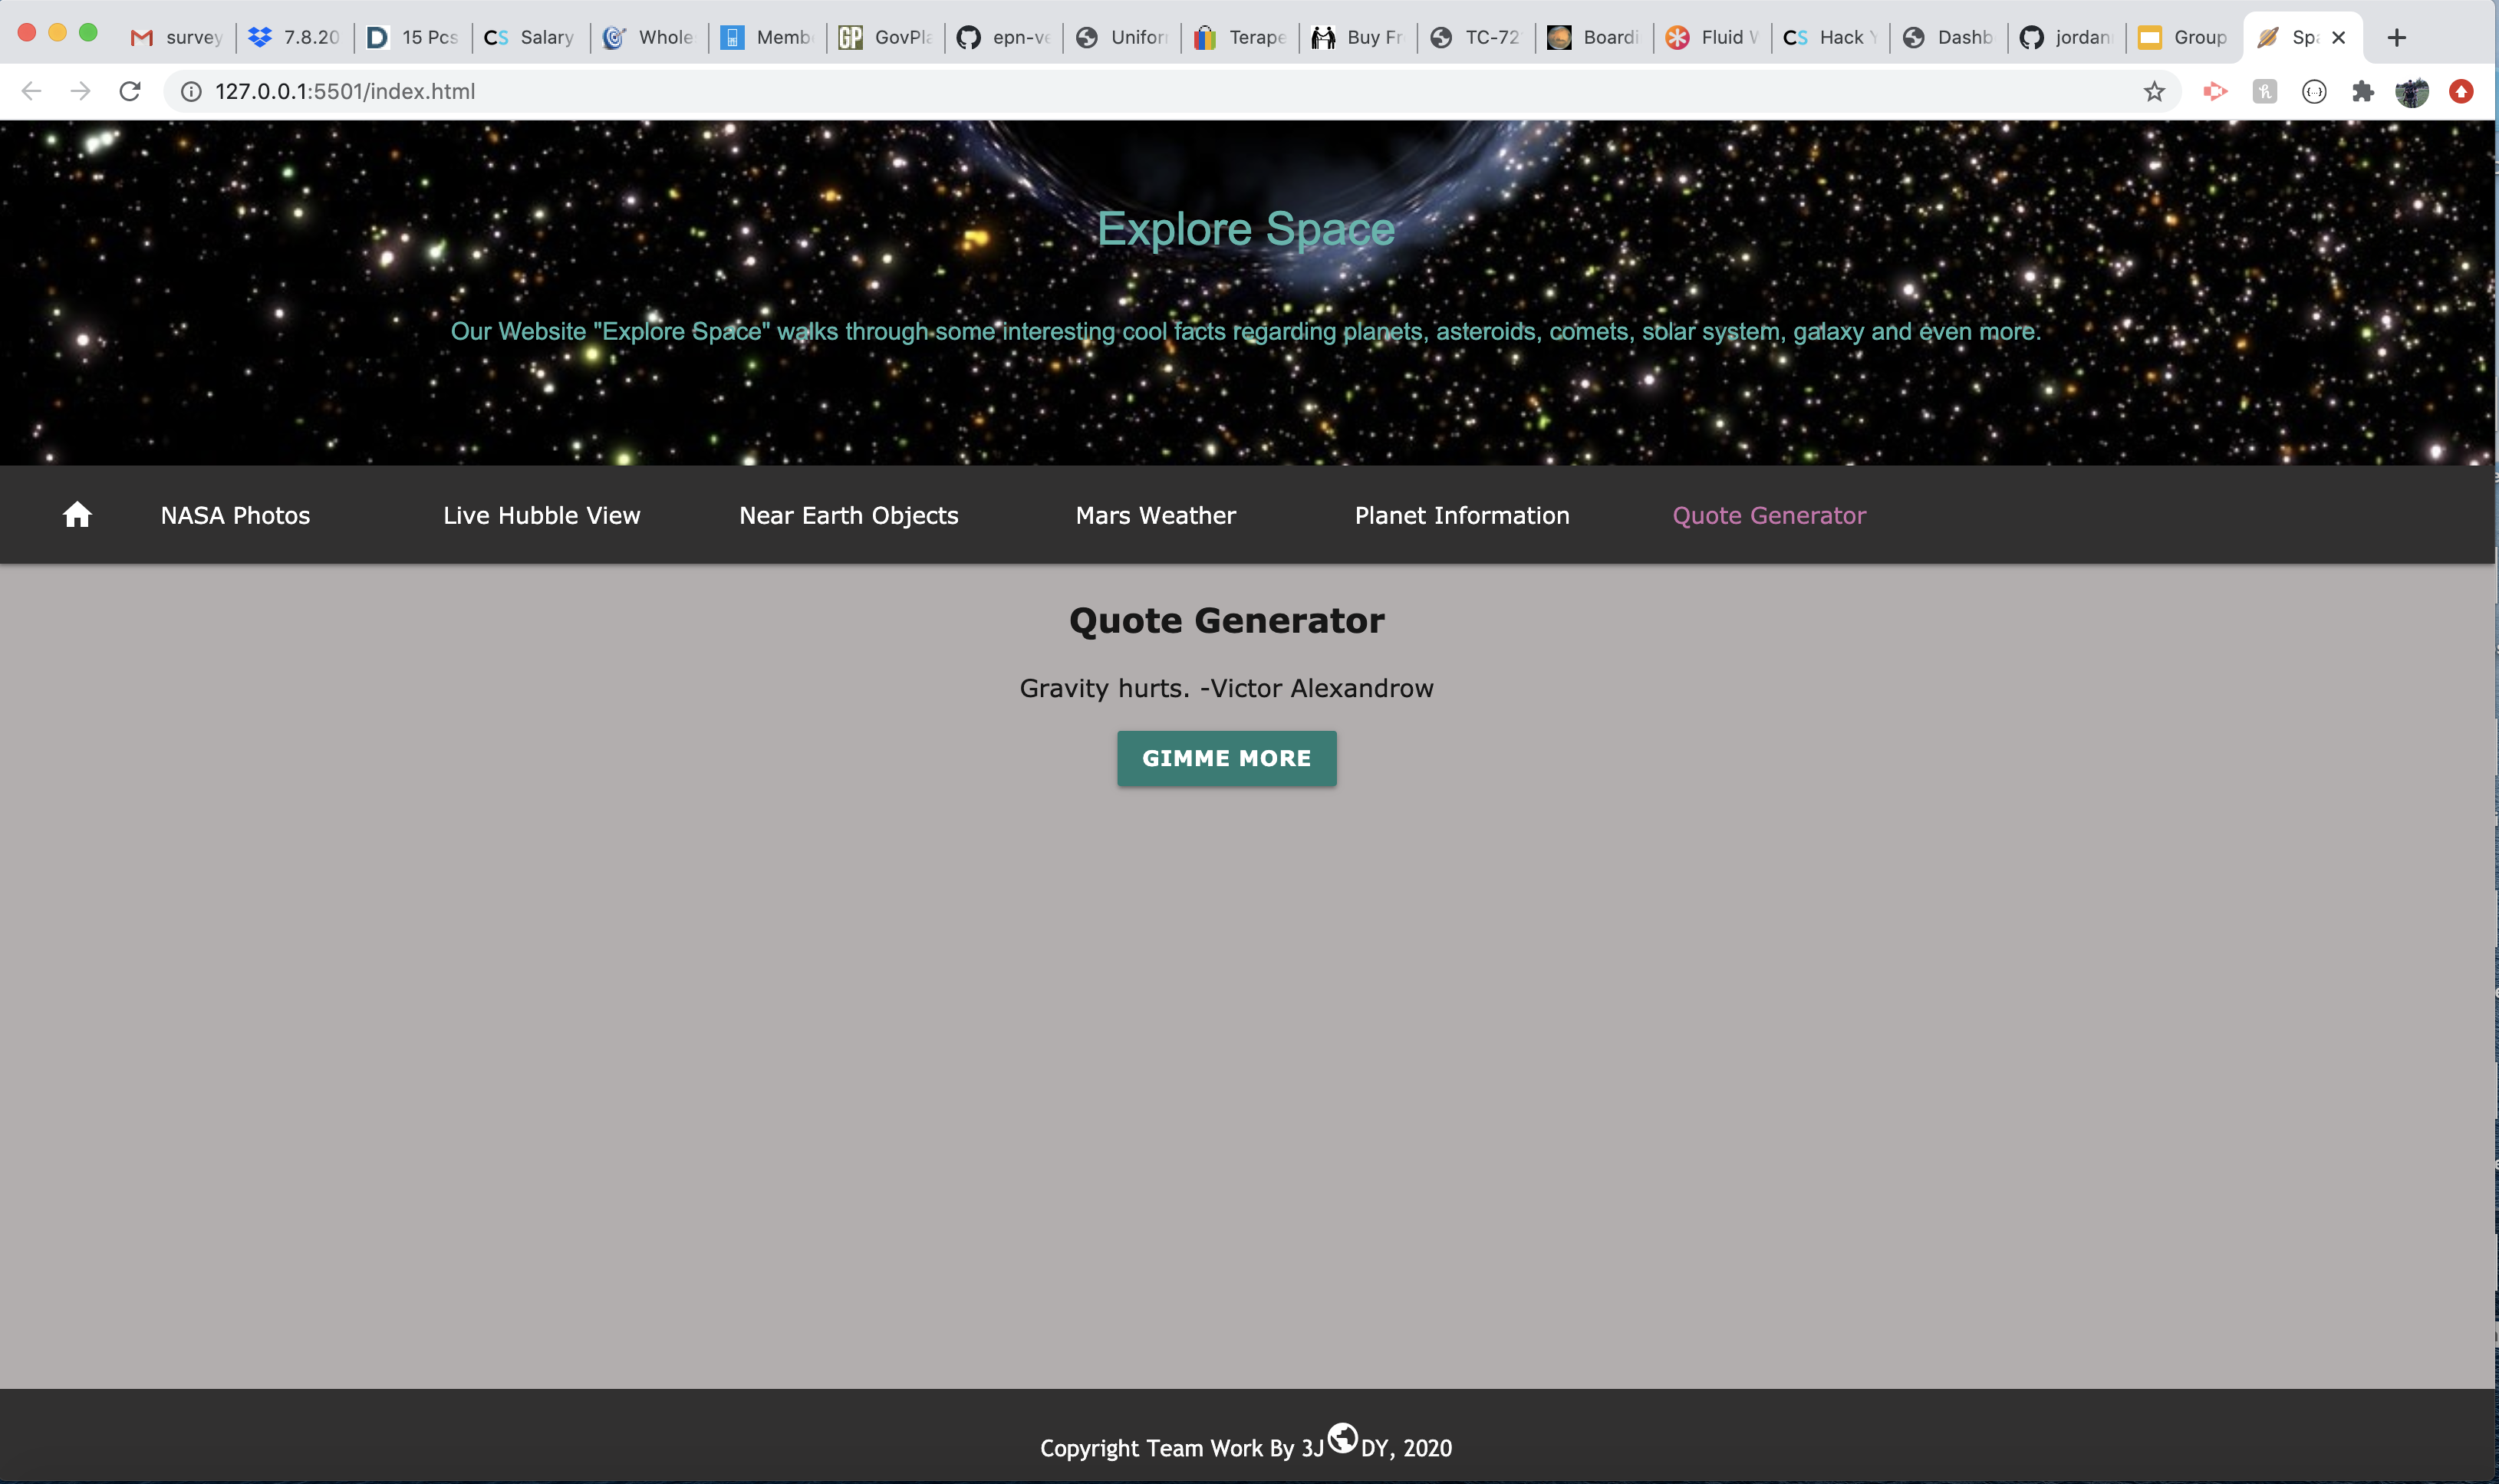 survey 7.8.20 15 Pcs CS Salary Whole Memb GP GovPla epn-ve Unifor Terape Buy Fr TC-72 Boardi Fluid CS Hack Dashb jordan Group Spa
127.0.0.1:5501/index.html
Explore Space
Our Website "Explore Space" walks through some interesting cool facts regarding planets, asteroids, comets, solar system, galaxy and even more.
NASA Photos Live Hubble View Near Earth Objects Mars Weather Planet Information Quote Generator
Quote Generator
Gravity hurts. -Victor Alexandrow
GIMME MORE
Copyright Team Work By 3J DY, 2020